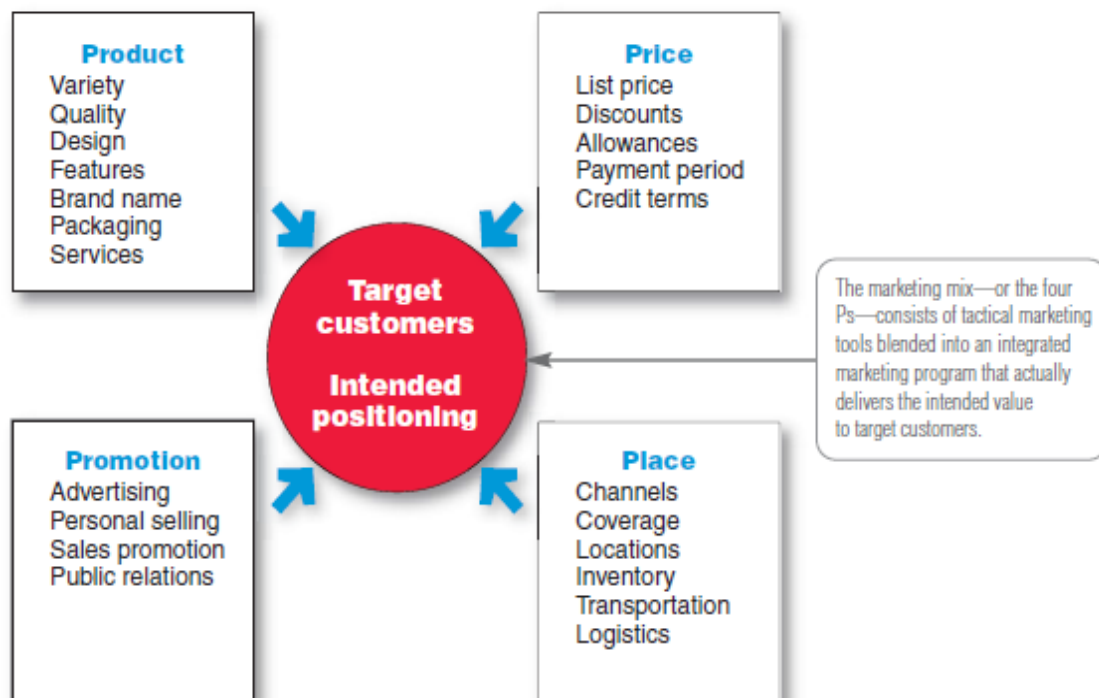 Product
Variety
Quality
Design
Features
Brand name
Packaging
Services
Price
List price
Discounts
Allowances
Payment period
Credit terms
Target
customers
Intended
positioning
The marketing mix—or the four
Ps—consists of tactical marketing
tools blended into an integrated
marketing program that actually
delivers the intended value
to target customers.
Promotion
Advertising
Personal selling
Sales promotion
Public relations
Place
Channels
Coverage
Locations
Inventory
Transportation
Logistics